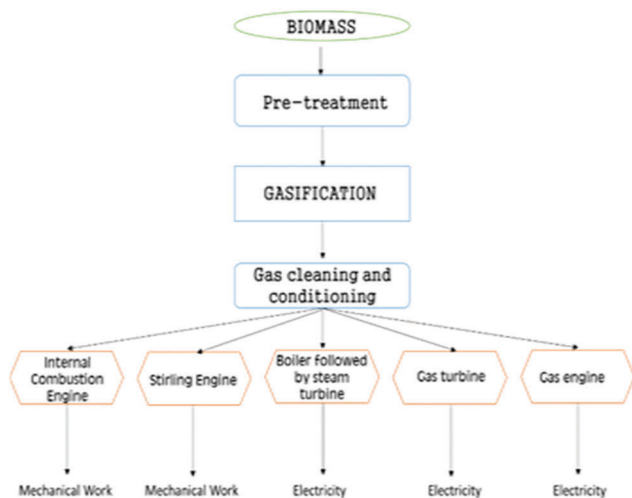 BIOMASS
Pre-treatment
GASIFICATION
Gas cleaning and
conditioning
Internal
Combustion
Engine
Stirling Engine
Boiler followed
by steam
turbine
Gas turbine
Gas engine
Mechanical Work
Mechanical Work
Electricity
Electricity
Electricity